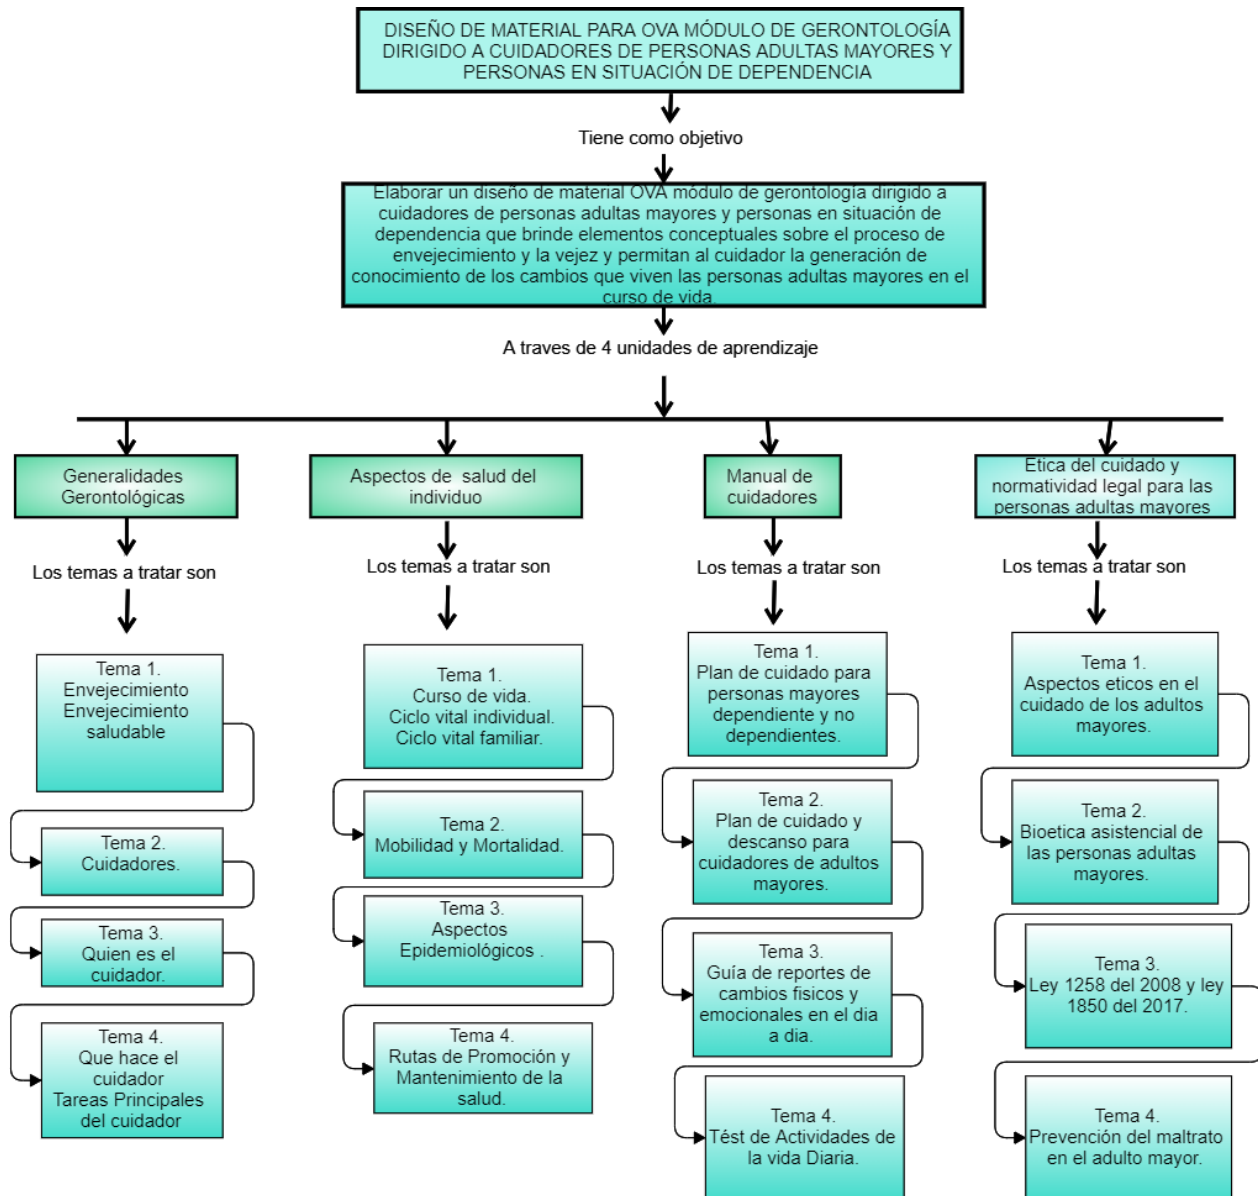 DISEÑO DE MATERIAL PARA OVA MÓDULO DE GERONTOLOGÍA
DIRIGIDO A CUIDADORES DE PERSONAS ADULTAS MAYORES Y
PERSONAS EN SITUACIÓN DE DEPENDENCIA
Tiene como objetivo
Elaborar un diseño de material OVA módulo de gerontología dirigido a
cuidadores de personas adultas mayores y personas en situación de
dependencia que brinde elementos conceptuales sobre el proceso de
envejecimiento y la vejez y permitan al cuidador la generación de
conocimiento de los cambios que viven las personas adultas mayores en el
curso de vida.
A traves de 4 unidades de aprendizaje
Generalidades
Gerontológicas
Los temas a tratar son
Tema 1.
Envejecimiento
Envejecimiento
saludable
Tema 2.
Cuidadores.
Tema 3.
Quien es el
cuidador.
Tema 4.
Que hace el
cuidador
Tareas Principales
del cuidador
Aspectos de salud del
individuo
Los temas a tratar son
Tema 1.
Curso de vida.
Ciclo vital individual.
Ciclo vital familiar.
Tema 2.
Mobilidad y Mortalidad.
Tema 3.
Aspectos
Epidemiológicos .
Tema 4.
Rutas de Promoción y
Mantenimiento de la
salud.
Manual de
cuidadores
Los temas a tratar son
Tema 1.
Plan de cuidado para
personas mayores
dependiente y no
dependientes.
Tema 2.
Plan de cuidado y
descanso para
cuidadores de adultos
mayores.
Tema 3.
Guía de reportes de
cambios fisicos y
emocionales en el dia
a dia.
Tema 4.
Tést de Actividades de
la vida Diaria.
Etica del cuidado y
normatividad legal para las
personas adultas mayores
Los temas a tratar son
Tema 1.
Aspectos eticos en el
cuidado de los adultos
mayores.
Tema 2.
Bioetica asistencial de
las personas adultas
mayores.
Tema 3.
Ley 1258 del 2008 y ley
1850 del 2017.
Tema 4.
Prevención del maltrato
en el adulto mayor.